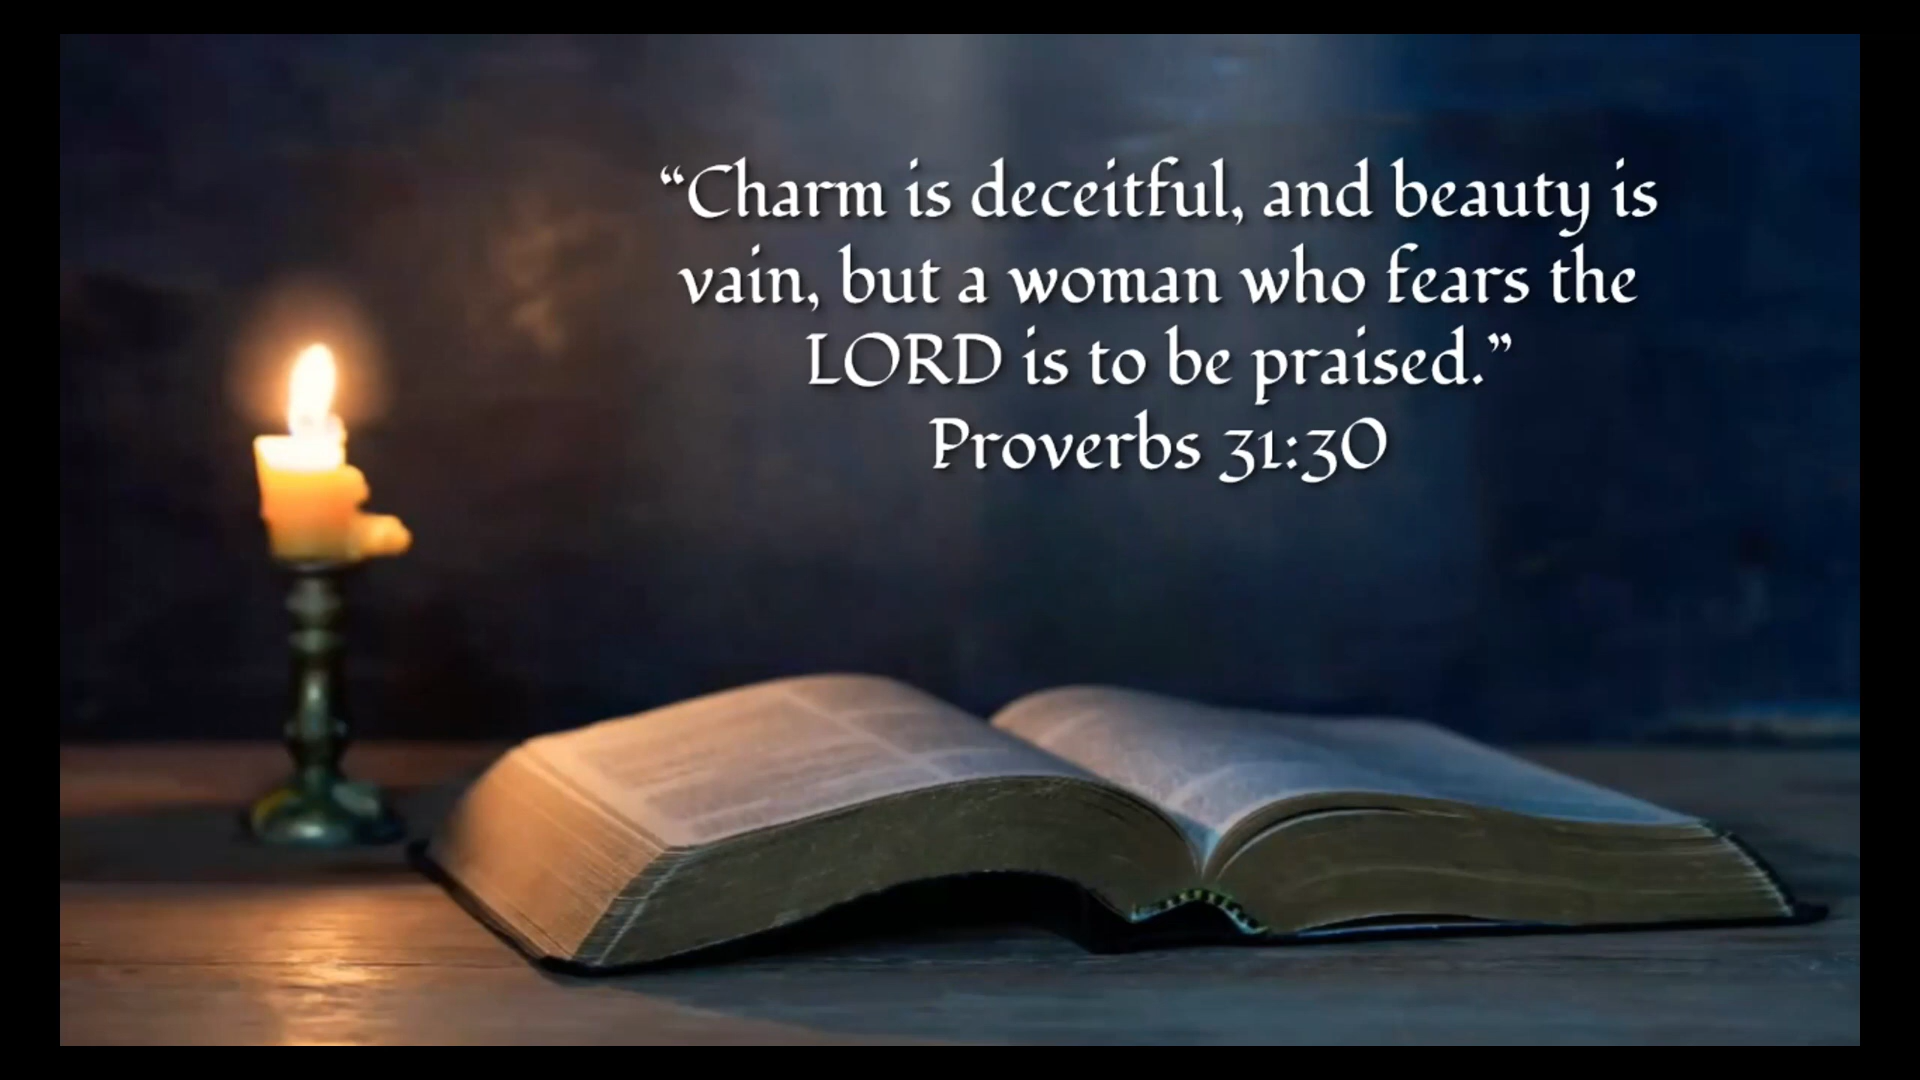 “Charm is deceitful, and beauty is
vain, but a woman who fears the
LORD is to be praised.”
Proverbs 31:30